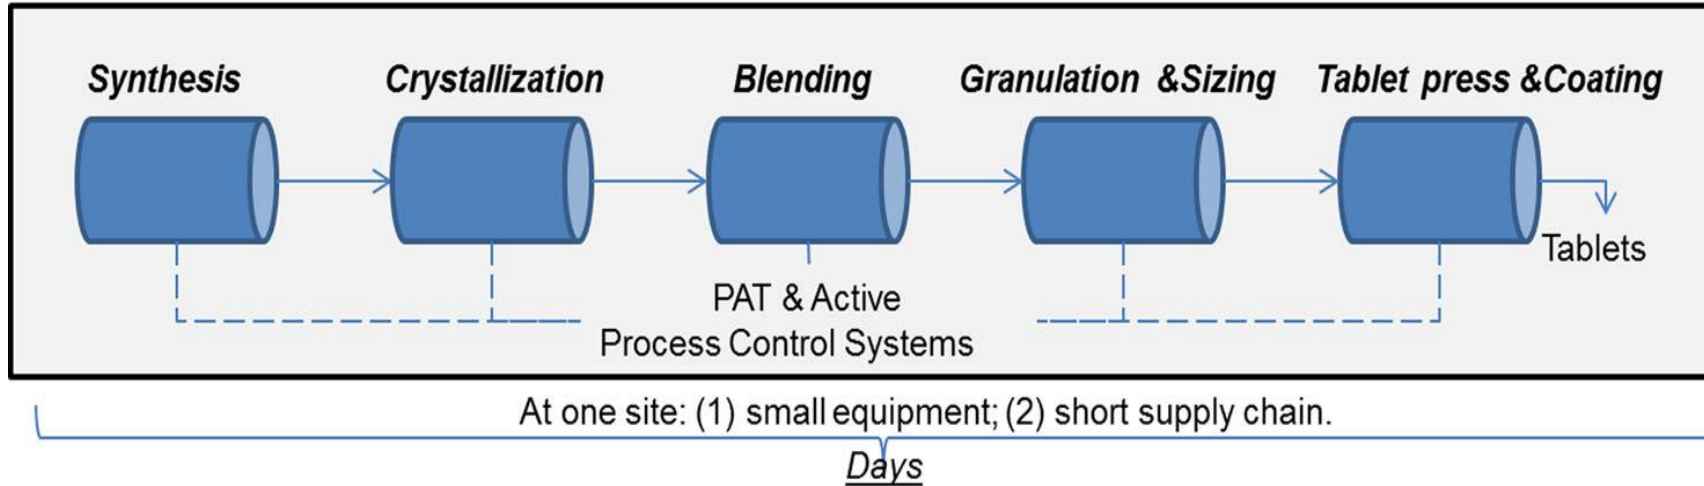 Synthesis
Crystallization
Blending
Granulation &Sizing
Tablet press &Coating
Tablets
PAT & Active
Process Control Systems
At one site: (1) small equipment; (2) short supply chain.
Days